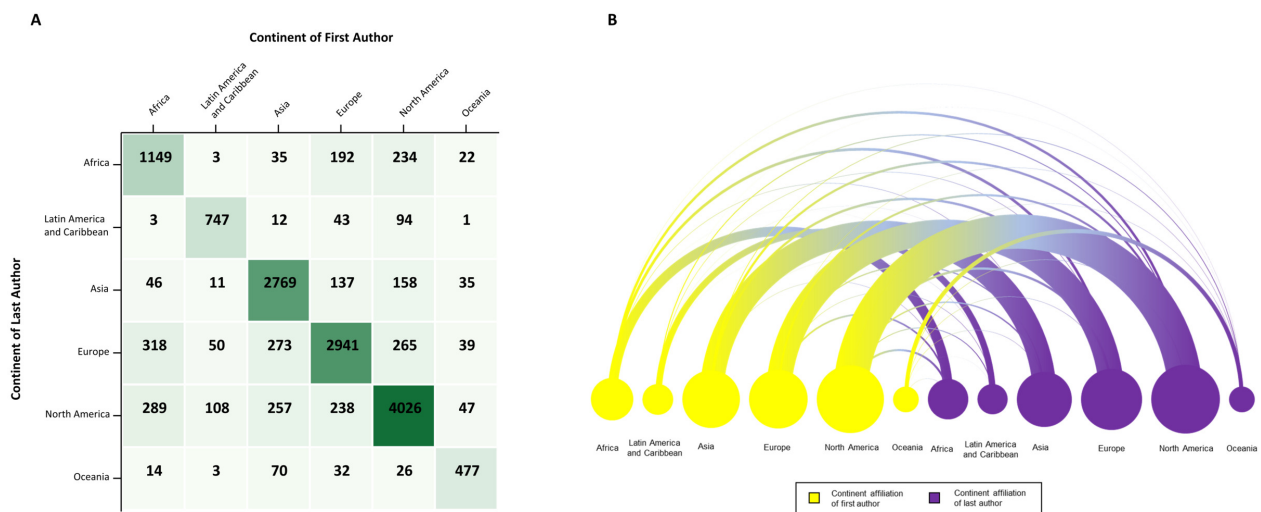 A
Continent of First Author
Africa
Latin America
and Caribbean
Asia
Europe
North America
Oceania
Continent of Last Author
Africa 1149 3 35 192 234 22
Latin America
and Caribbean
3 747 12 43 94 1
Asia 46 11 2769 137 158 35
Europe 318 50 273 2941 265 39
North America 289 108 257 238 4026 47
Oceania 14 3 70 32 26 477
B
Africa
Latin America
and Caribbean
Asia
Europe
North America
Oceania
Africa
Latin America
and Caribbean
Asia
Europe
North America
Oceania
Continent affiliation
of first author
Continent affiliation
of last author